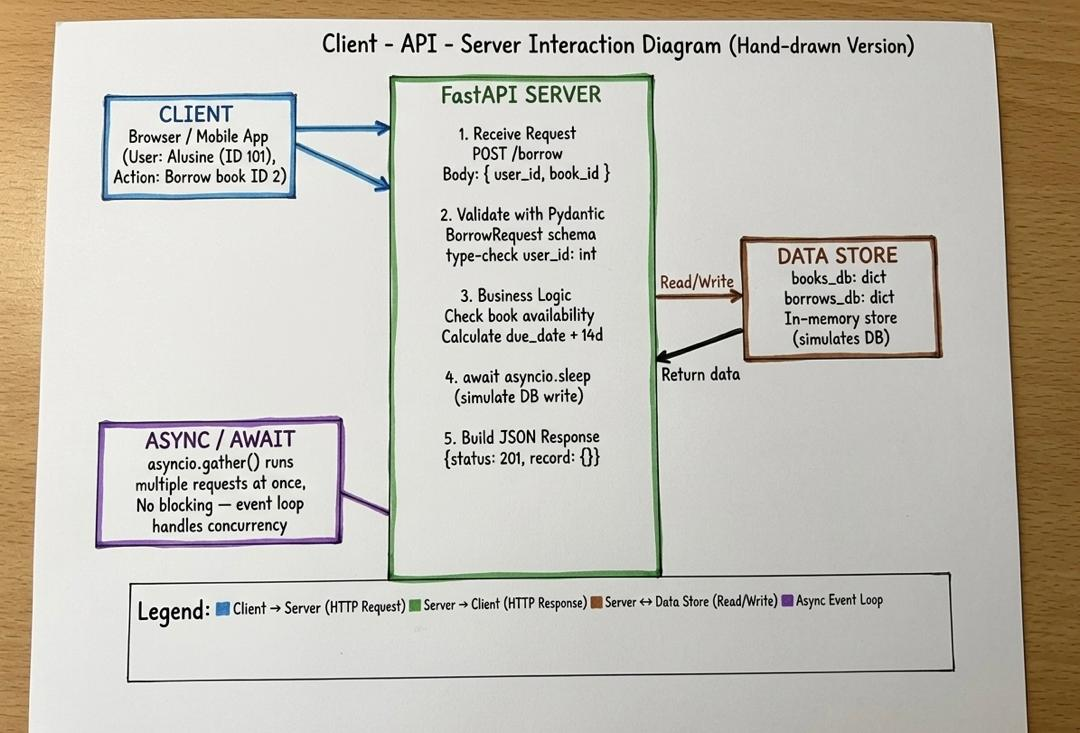 Client - API - Server Interaction Diagram (Hand-drawn Version)
CLIENT
Browser / Mobile App
(User: Alusine (ID 101),
Action: Borrow book ID 2)
FastAPI SERVER
1. Receive Request
POST /borrow
Body: { user_id, book_id }
2. Validate with Pydantic
BorrowRequest schema
type-check user_id: int
3. Business Logic
Check book availability
Calculate due_date + 14d
4. await asyncio.sleep
(simulate DB write)
5. Build JSON Response
{status: 201, record: {}}
Read/Write
Return data
DATA STORE
books_db: dict
borrows_db: dict
In-memory store
(simulates DB)
ASYNC / AWAIT
asyncio.gather() runs
multiple requests at once,
No blocking — event loop
handles concurrency
Legend: Client → Server (HTTP Request) Server → Client (HTTP Response) Server ↔ Data Store (Read/Write) Async Event Loop